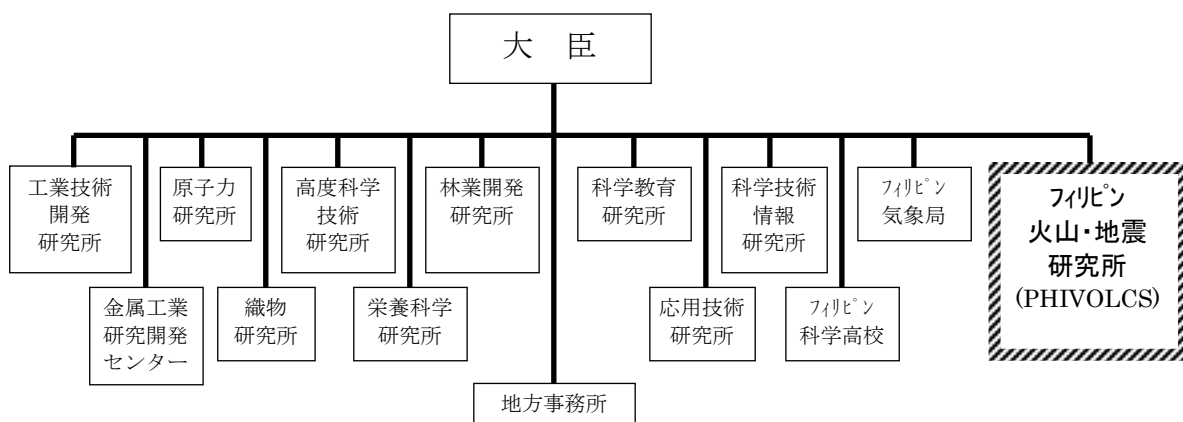 大 臣
工業技術
開発
研究所
金属工業
研究開発
センター
原子力
研究所
織物
研究所
高度科学
技術
研究所
栄養科学
研究所
林業開発
研究所
地方事務所
科学教育
研究所
応用技術
研究所
科学技術
情報
研究所
フィリピン
科学高校
フィリピン
気象局
フィリピン
火山・地震
研究所
(PHIVOLCS)